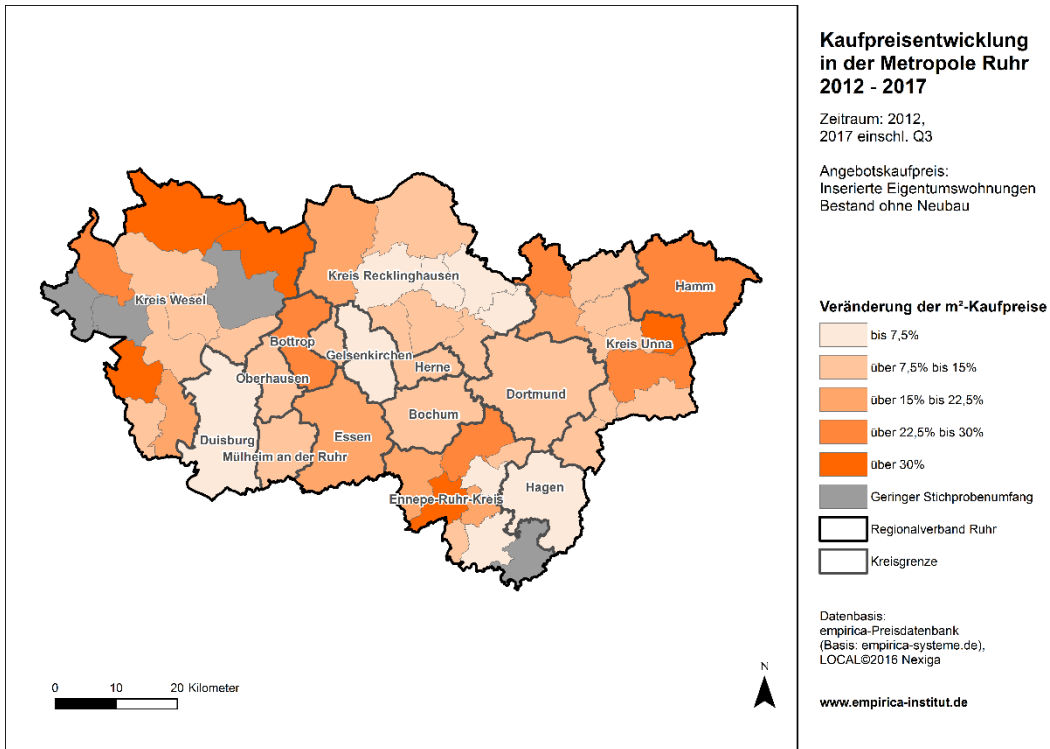 Kaufpreisentwicklung
in der Metropole Ruhr
2012 - 2017
Zeitraum: 2012,
2017 einschl. Q3
Angebotskaufpreis:
Inserierte Eigentumswohnungen
Bestand ohne Neubau
Veränderung der m²-Kaufpreise
bis 7,5%
über 7,5% bis 15%
über 15% bis 22,5%
über 22,5% bis 30%
über 30%
Geringer Stichprobenumfang
Regionalverband Ruhr
Kreisgrenze
Datenbasis:
empirica-Preisdatenbank
(Basis: empirica-systeme.de),
LOCAL©2016 Nexiga
www.empirica-institut.de
Kreis Recklinghausen
Hamm
Kreis Wesel
Bottrop
Gelsenkirchen
Kreis Unna
Herne
Oberhausen
Dortmund
Bochum
Essen
Duisburg
Mülheim an der Ruhr
Hagen
Ennepe-Ruhr-Kreis
0 10 20 Kilometer
N